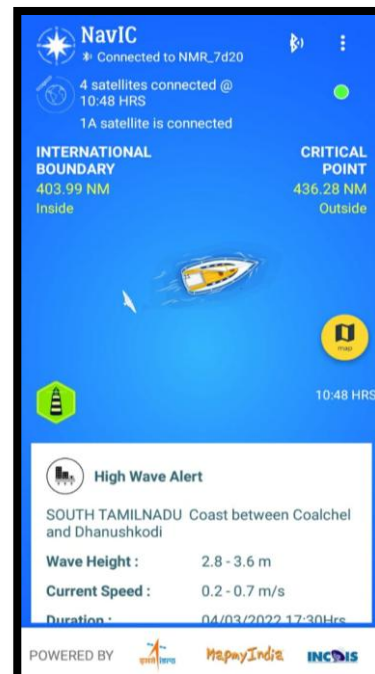 NavIC
Connected to NMR_7d20
4 satellites connected @
10:48 HRS
1A satellite is connected
INTERNATIONAL
BOUNDARY
403.99 NM
Inside
CRITICAL
POINT
436.28 NM
Outside
map
10:48 HRS
High Wave Alert
SOUTH TAMILNADU Coast between Coalchel
and Dhanushkodi
Wave Height : 2.8 - 3.6 m
Current Speed : 0.2 - 0.7 m/s
Duration : 04/03/2022 17:30Hrs
POWERED BY इसरो isro MapmyIndia INCOIS